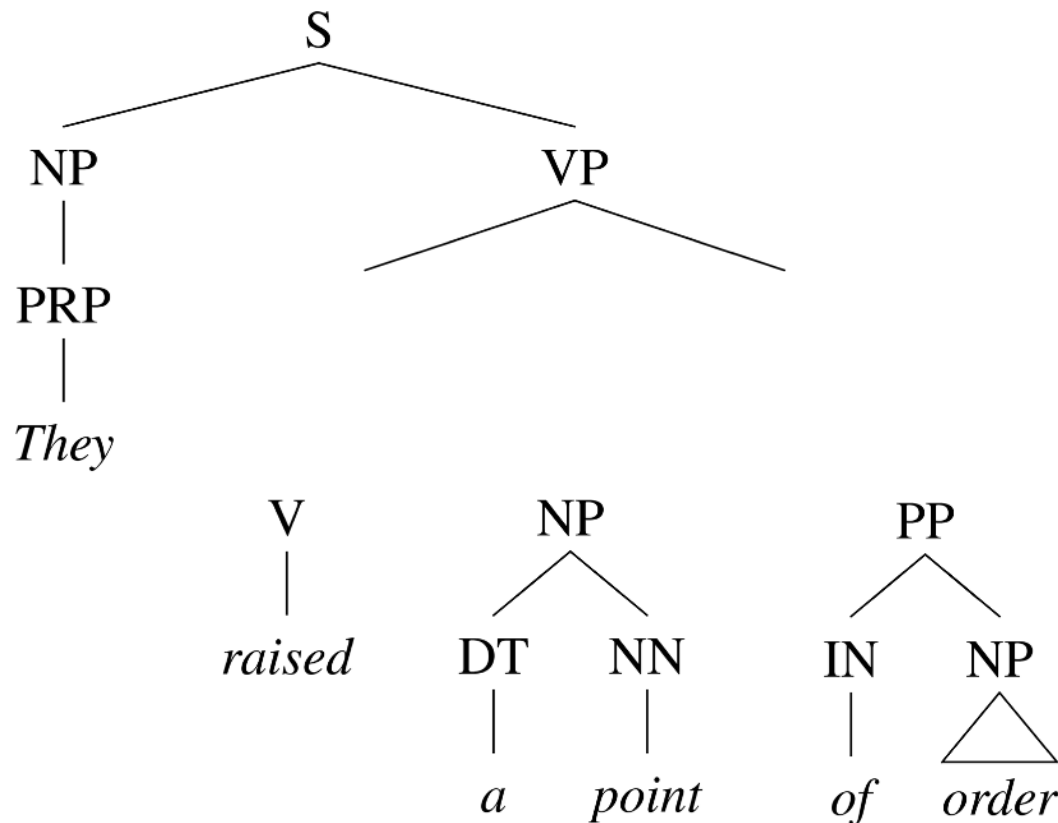 S
NP VP
PRP
They
V NP PP
raised DT NN IN NP
a point of order